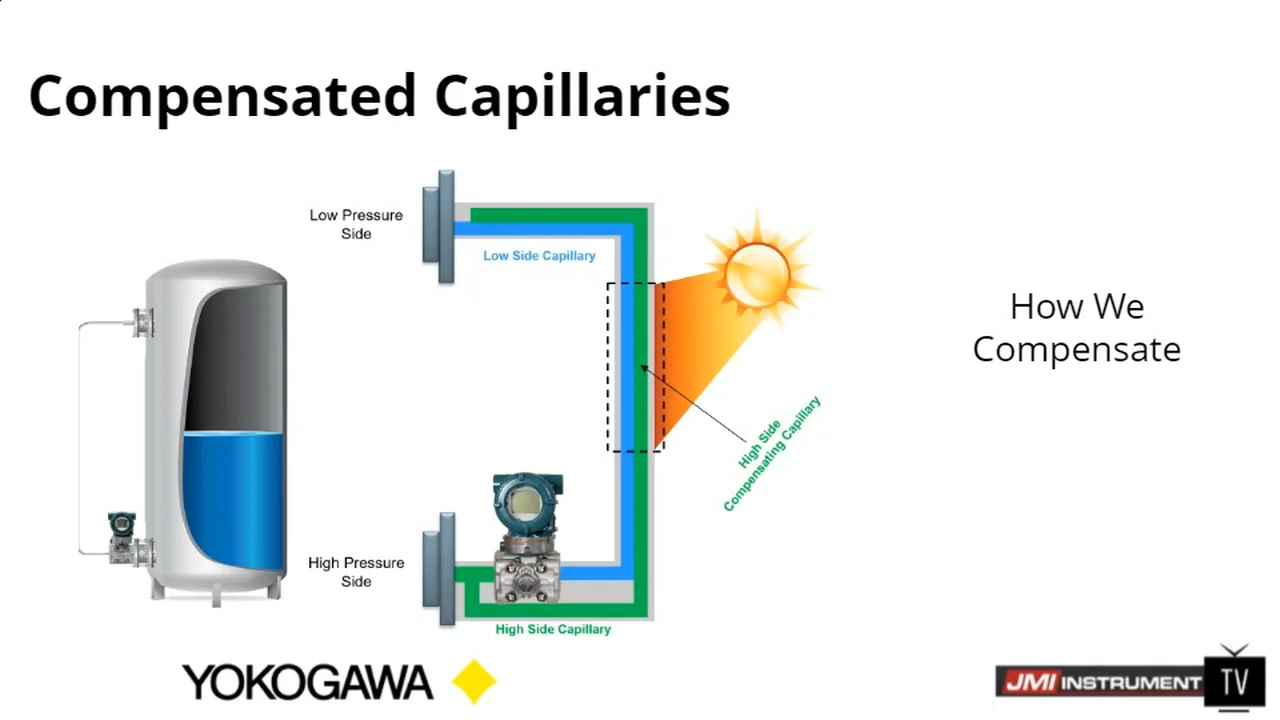 Compensated Capillaries
Low Pressure
Side
Low Side Capillary
How We
Compensate
High Side
Compensating Capillary
High Pressure
Side
High Side Capillary
YOKOGAWA
JMI INSTRUMENT TV